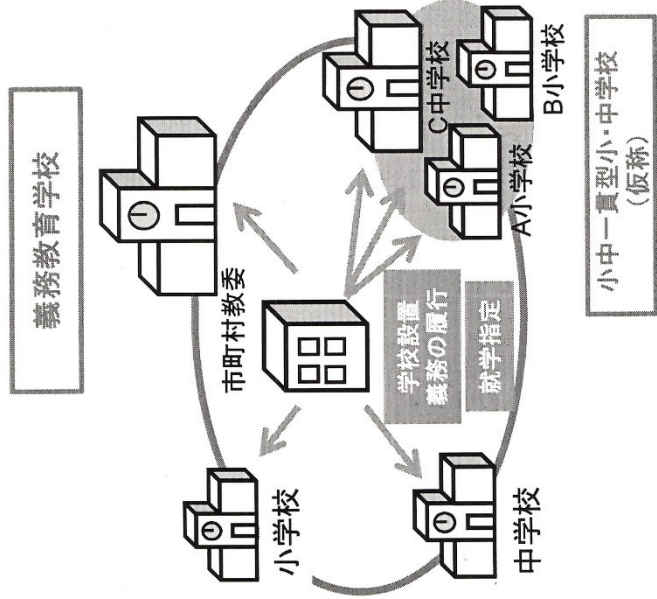 義務教育学校
市町村教委
小学校
中学校
学校設置
義務の履行
就学指定
C中学校
A小学校
B小学校
小中一貫型小・中学校
(仮称)